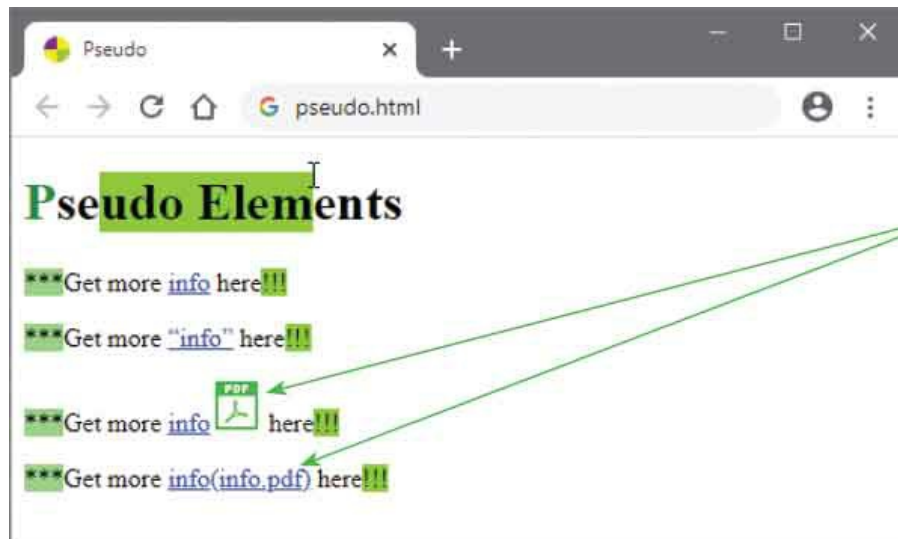 Pseudo
pseudo.html
Pseudo Elements
***Get more info here!!!
***Get more “info” here!!!
PDF
***Get more info here!!!
***Get more info(info.pdf) here!!!